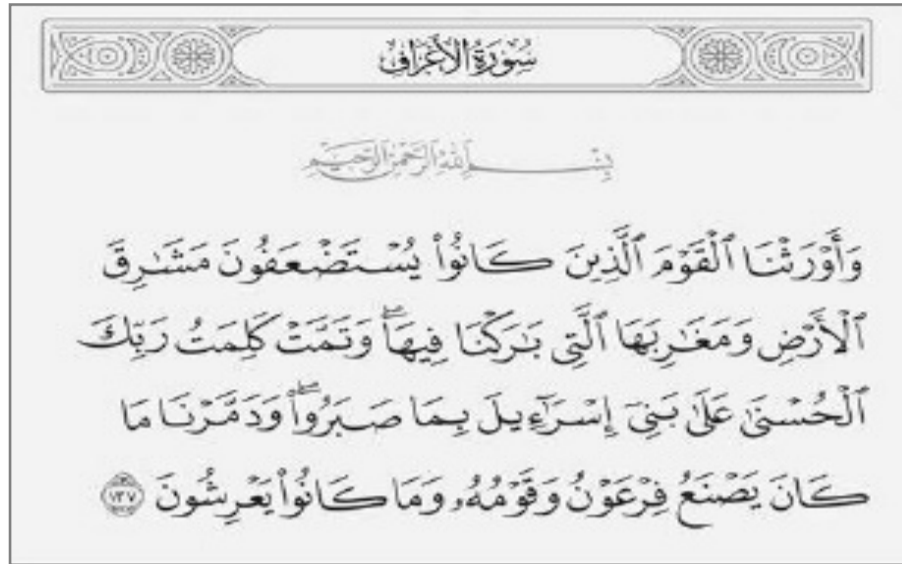 سُورَةُ الْأَعْرَافِ
بِسْمِ ٱللَّهِ ٱلرَّحْمَٰنِ ٱلرَّحِيمِ
وَأَوْرَثْنَا ٱلْقَوْمَ ٱلَّذِينَ كَانُوا۟ يُسْتَضْعَفُونَ مَشَٰرِقَ
ٱلْأَرْضِ وَمَغَٰرِبَهَا ٱلَّتِى بَٰرَكْنَا فِيهَا ۖ وَتَمَّتْ كَلِمَتُ رَبِّكَ
ٱلْحُسْنَىٰ عَلَىٰ بَنِىٓ إِسْرَٰٓءِيلَ بِمَا صَبَرُوا۟ ۖ وَدَمَّرْنَا مَا
كَانَ يَصْنَعُ فِرْعَوْنُ وَقَوْمُهُۥ وَمَا كَانُوا۟ يَعْرِشُونَ ١٣٧